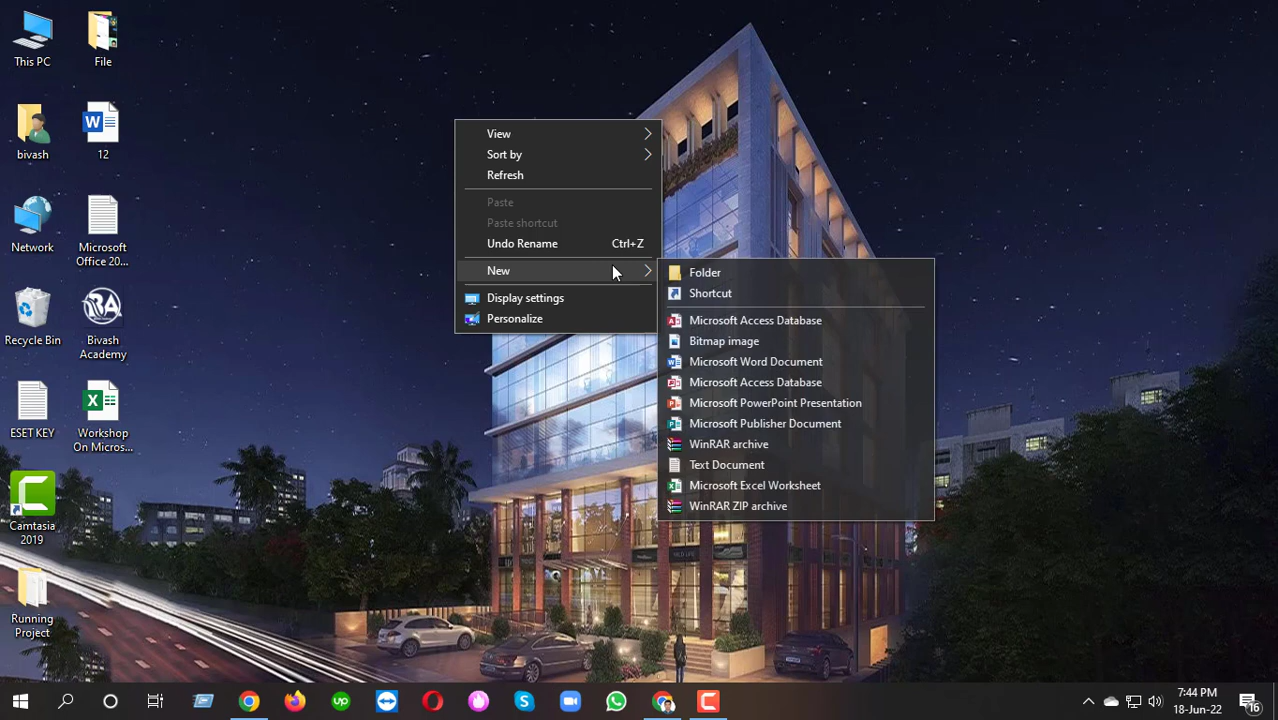 This PC
File
bivash
12
Network
Microsoft
Office 20...
Recycle Bin
Bivash
Academy
ESET KEY
Workshop
On Micros...
Camtasia
2019
Running
Project
View
Sort by
Refresh
Paste
Paste shortcut
Undo Rename Ctrl+Z
New
Display settings
Personalize
Folder
Shortcut
Microsoft Access Database
Bitmap image
Microsoft Word Document
Microsoft Access Database
Microsoft PowerPoint Presentation
Microsoft Publisher Document
WinRAR archive
Text Document
Microsoft Excel Worksheet
WinRAR ZIP archive
7:44 PM
18-Jun-22
16